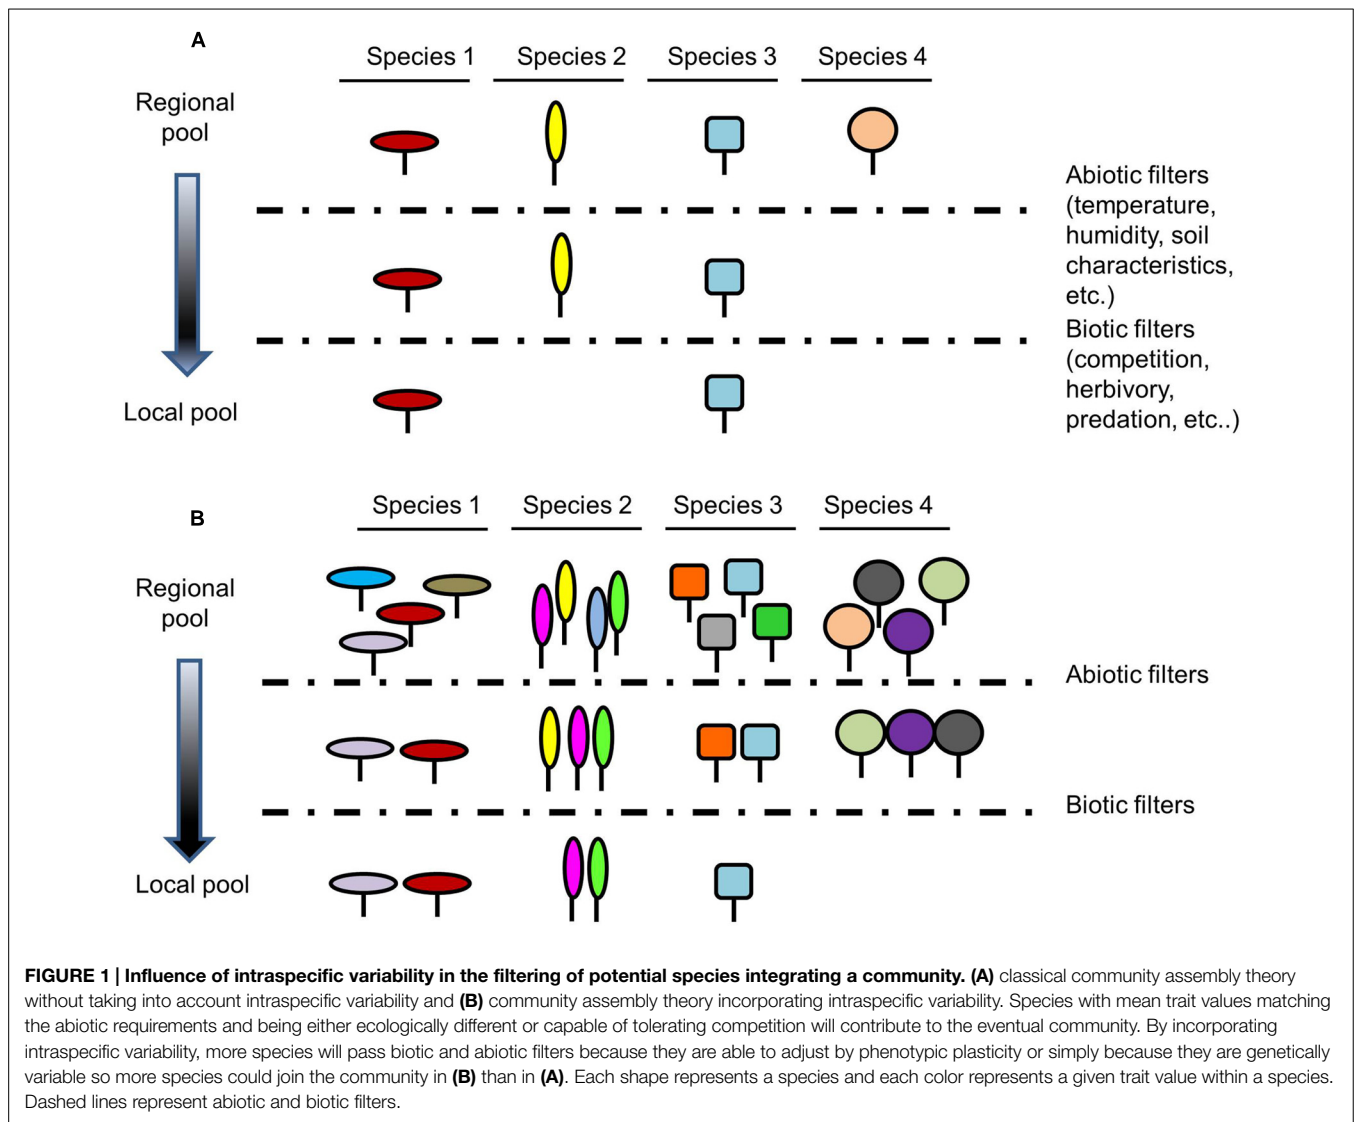 A
Species 1
Species 2
Species 3
Species 4
Regional
pool
Abiotic filters
(temperature,
humidity, soil
characteristics,
etc.)
Biotic filters
(competition,
herbivory,
predation, etc..)
Local pool
B
Species 1
Species 2
Species 3
Species 4
Regional
pool
Abiotic filters
Biotic filters
Local pool
FIGURE 1 | Influence of intraspecific variability in the filtering of potential species integrating a community. (A) classical community assembly theory
without taking into account intraspecific variability and (B) community assembly theory incorporating intraspecific variability. Species with mean trait values matching
the abiotic requirements and being either ecologically different or capable of tolerating competition will contribute to the eventual community. By incorporating
intraspecific variability, more species will pass biotic and abiotic filters because they are able to adjust by phenotypic plasticity or simply because they are genetically
variable so more species could join the community in (B) than in (A). Each shape represents a species and each color represents a given trait value within a species.
Dashed lines represent abiotic and biotic filters.